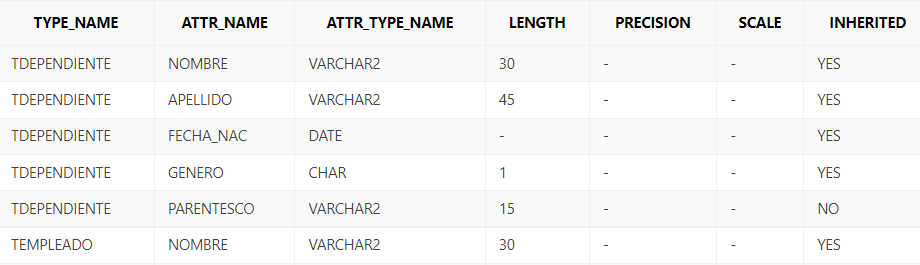 TYPE_NAME ATTR_NAME ATTR_TYPE_NAME LENGTH PRECISION SCALE INHERITED
TDEPENDIENTE NOMBRE VARCHAR2 30 - - YES
TDEPENDIENTE APELLIDO VARCHAR2 45 - - YES
TDEPENDIENTE FECHA_NAC DATE - - - YES
TDEPENDIENTE GENERO CHAR 1 - - YES
TDEPENDIENTE PARENTESCO VARCHAR2 15 - - NO
TEMPLEADO NOMBRE VARCHAR2 30 - - YES